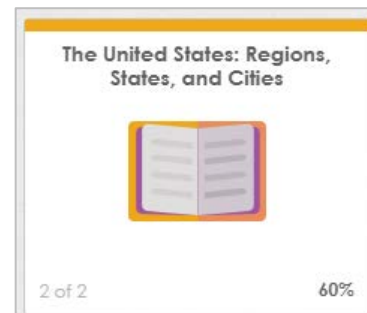 The United States: Regions,
States, and Cities
2 of 2
60%